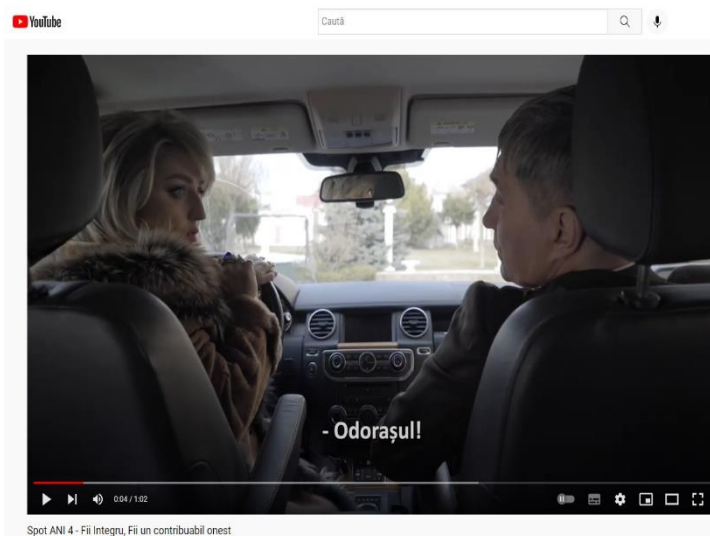 YouTube
Caută
- Odorașul!
0:04 / 1:02
Spot ANI 4 - Fii Integru, Fii un contribuabil onest